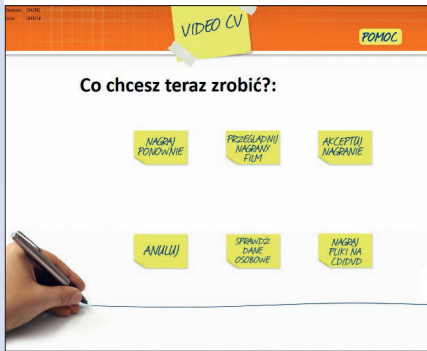 VIDEO CV
POMOC
Co chcesz teraz zrobić?:
NAGRAJ
PONOWNIE
PRZEGLĄDNIJ
NAGRANY
FILM
AKCEPTUJ
NAGRANIE
ANULUJ
SPRAWDŹ
DANE
OSOBOWE
NAGRAJ
PLIKI NA
CD/DVD